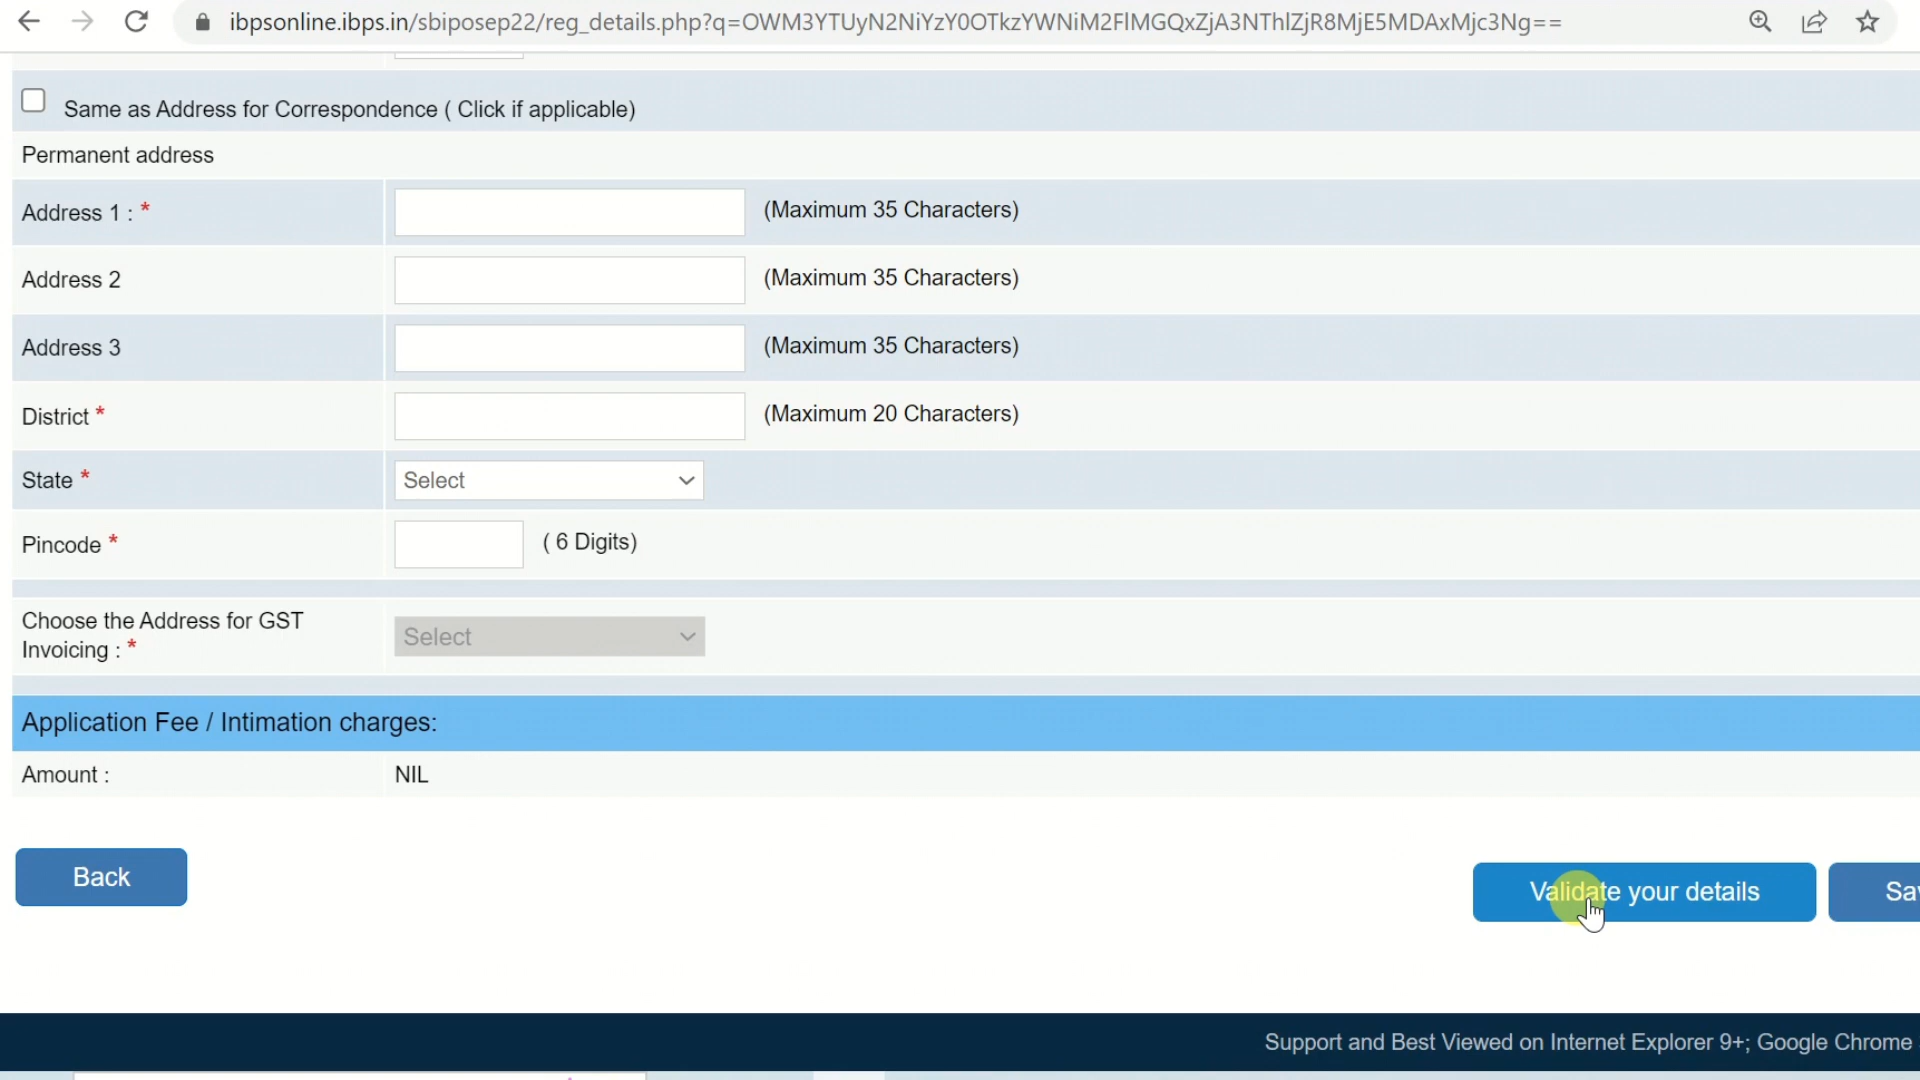 ibpsonline.ibps.in/sbiposep22/reg_details.php?q=OWM3YTUyN2NiYzY0OTkzYWNiM2FlMGQxZjA3NThlZjR8MjE5MDAxMjc3Ng==
Same as Address for Correspondence ( Click if applicable)
Permanent address
Address 1 : * (Maximum 35 Characters)
Address 2 (Maximum 35 Characters)
Address 3 (Maximum 35 Characters)
District * (Maximum 20 Characters)
State * Select
Pincode * ( 6 Digits)
Choose the Address for GST
Invoicing : * Select
Application Fee / Intimation charges:
Amount : NIL
Back
Validate your details
Support and Best Viewed on Internet Explorer 9+; Google Chrome